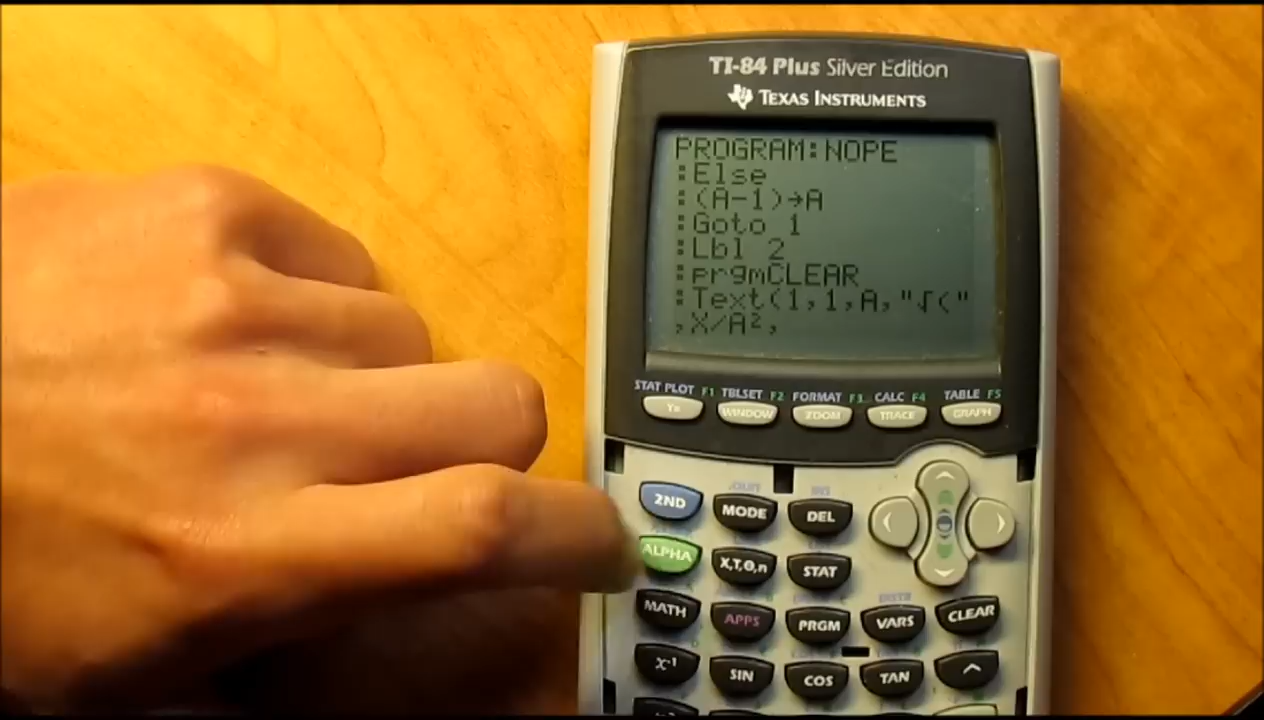 TI-84 Plus Silver Edition
TEXAS INSTRUMENTS
PROGRAM:NOPE
:Else
:(A-1)→A
:Goto 1
:Lbl 2
:prgmCLEAR
:Text(1,1,A,"√("
,X/A²,
STAT PLOT F1 TBLSET F2 FORMAT F3 CALC F4 TABLE F5
Y= WINDOW ZOOM TRACE GRAPH
2ND MODE DEL
ALPHA X,T,Θ,n STAT
MATH APPS PRGM VARS CLEAR
x-1 SIN COS TAN ^